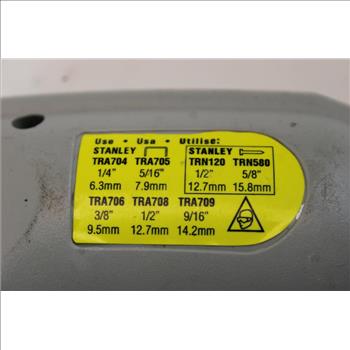 Use • Usa • Utilise:
STANLEY STANLEY
TRA704 TRA705 TRN120 TRN580
1/4" 5/16" 1/2" 5/8"
6.3mm 7.9mm 12.7mm 15.8mm
TRA706 TRA708 TRA709
3/8" 1/2" 9/16"
9.5mm 12.7mm 14.2mm